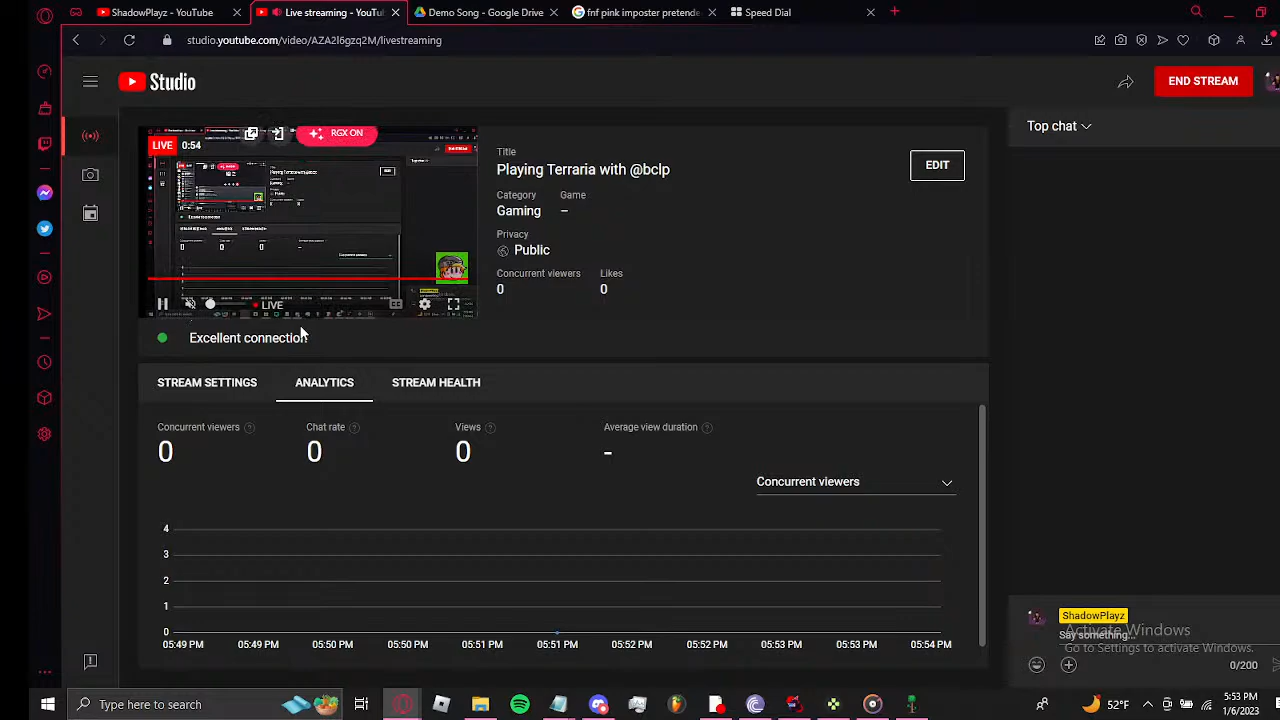 ShadowPlayz - YouTube
Live streaming - YouTu
Demo Song - Google Drive
fnf pink imposter pretende
Speed Dial
studio.youtube.com/video/AZA2l6gzq2M/livestreaming
Studio
END STREAM
Top chat
LIVE
0:54
RGX ON
LIVE
Title
Playing Terraria with @bclp
EDIT
Category
Game
Gaming
–
Privacy
Public
Concurrent viewers
Likes
0
0
Excellent connection
STREAM SETTINGS
ANALYTICS
STREAM HEALTH
Concurrent viewers
Chat rate
Views
Average view duration
0
0
0
-
Concurrent viewers
4
3
2
1
0
05:49 PM 05:49 PM 05:50 PM 05:50 PM 05:51 PM 05:51 PM 05:52 PM 05:52 PM 05:53 PM 05:53 PM 05:54 PM
ShadowPlayz
Say something...
Activate Windows
Go to Settings to activate Windows.
0/200
Type here to search
52°F
5:53 PM
1/6/2023